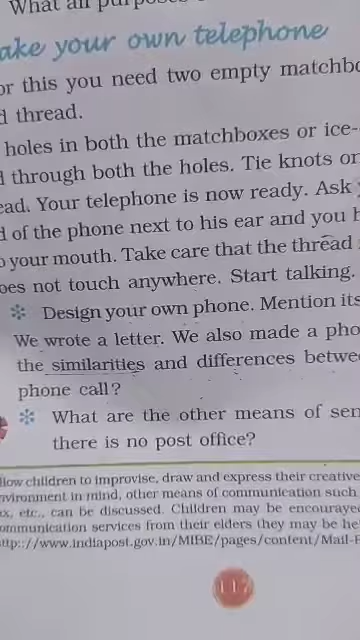 What all purposes
ake your own telephone
or this you need two empty matchbo
d thread.
holes in both the matchboxes or ice-
d through both the holes. Tie knots on
ead. Your telephone is now ready. Ask
d of the phone next to his ear and you h
o your mouth. Take care that the thread
oes not touch anywhere. Start talking.
* Design your own phone. Mention its
We wrote a letter. We also made a pho
the similarities and differences betwe
phone call?
* What are the other means of sen
there is no post office?
llow children to improvise, draw and express their creative
nvironment in mind, other means of communication such
ax, etc., can be discussed. Children may be encouraged
ommunication services from their elders they may be he
ttp://www.indiapost.gov.in/MIBE/pages/content/Mail-
117